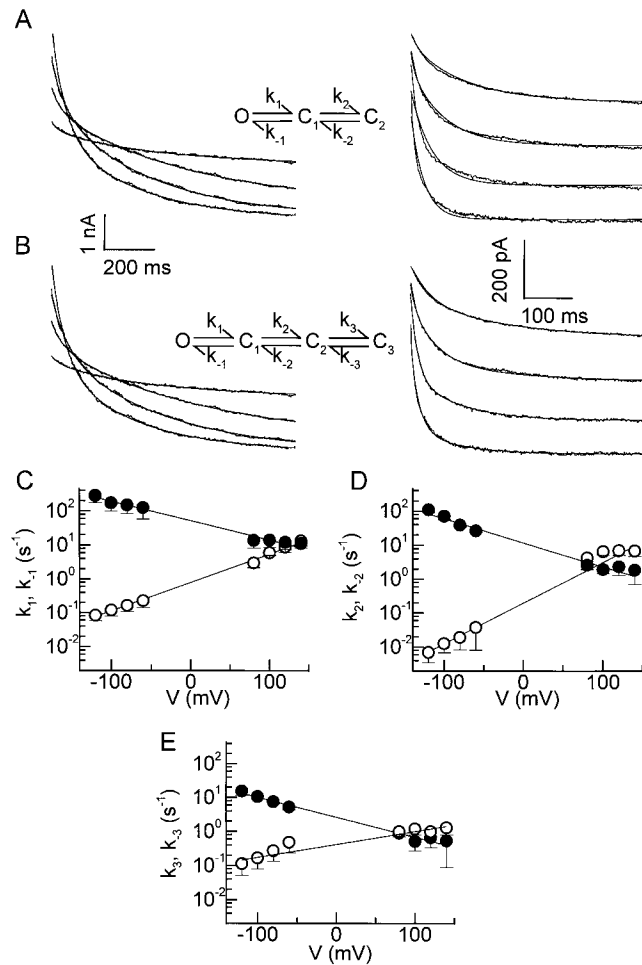 A
k₁ k₂
O ⇌ C₁ ⇌ C₂
k₋₁ k₋₂
1 nA
200 ms
B
200 pA
100 ms
k₁ k₂ k₃
O ⇌ C₁ ⇌ C₂ ⇌ C₃
k₋₁ k₋₂ k₋₃
C
k₁, k₋₁ (s⁻¹)
10²
10¹
10⁰
10⁻¹
10⁻²
-100 0 100
V (mV)
D
k₂, k₋₂ (s⁻¹)
10²
10¹
10⁰
10⁻¹
10⁻²
-100 0 100
V (mV)
E
k₃, k₋₃ (s⁻¹)
10²
10¹
10⁰
10⁻¹
10⁻²
-100 0 100
V (mV)